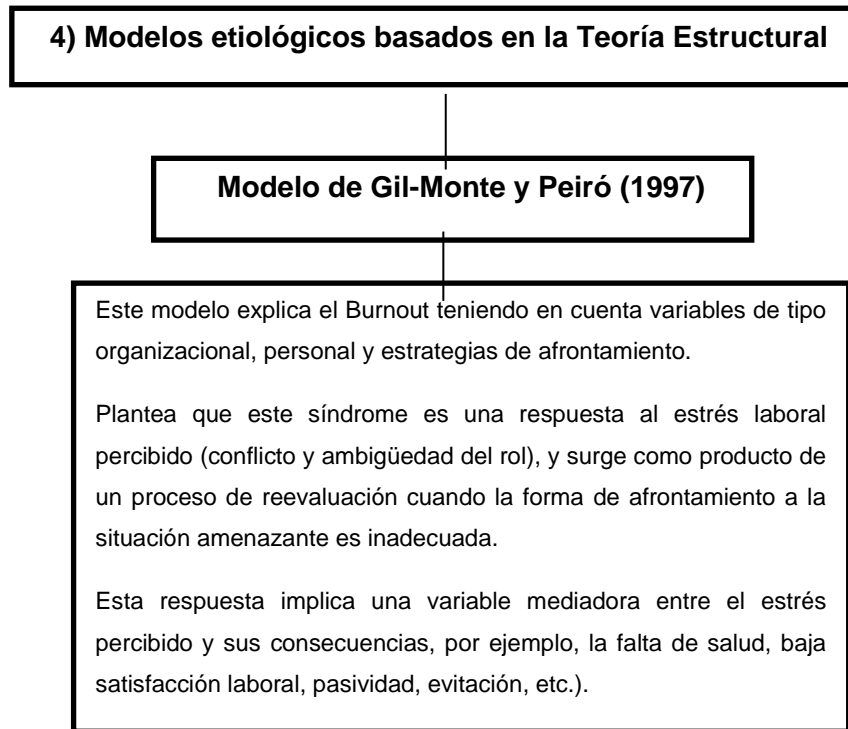 4) Modelos etiológicos basados en la Teoría Estructural
Modelo de Gil-Monte y Peiró (1997)
Este modelo explica el Burnout teniendo en cuenta variables de tipo
organizacional, personal y estrategias de afrontamiento.
Plantea que este síndrome es una respuesta al estrés laboral
percibido (conflicto y ambigüedad del rol), y surge como producto de
un proceso de reevaluación cuando la forma de afrontamiento a la
situación amenazante es inadecuada.
Esta respuesta implica una variable mediadora entre el estrés
percibido y sus consecuencias, por ejemplo, la falta de salud, baja
satisfacción laboral, pasividad, evitación, etc.).